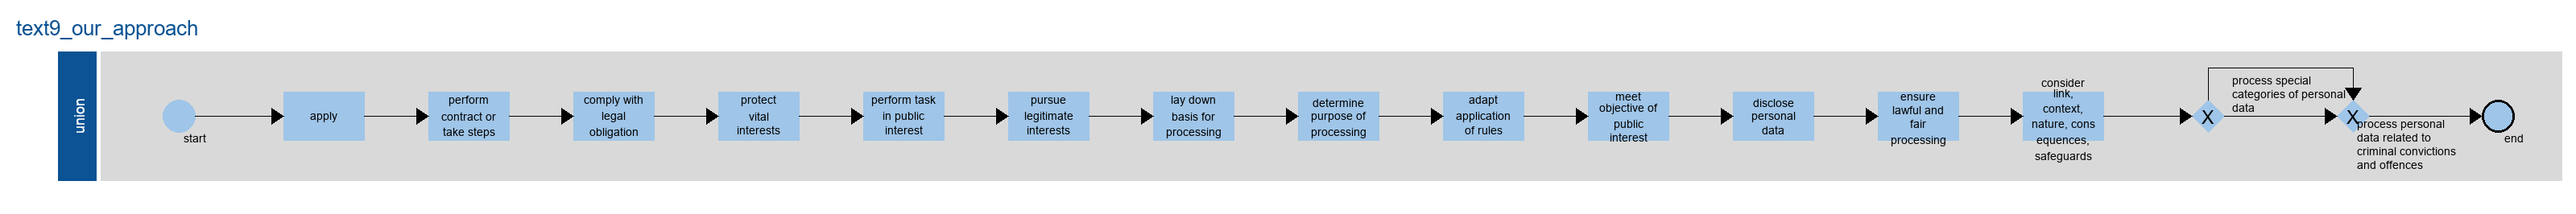 text9_our_approach
union
start
apply
perform
contract or
take steps
comply with
legal
obligation
protect
vital
interests
perform task
in public
interest
pursue
legitimate
interests
lay down
basis for
processing
determine
purpose of
processing
adapt
application
of rules
meet
objective of
public
interest
disclose
personal
data
ensure
lawful and
fair
processing
consider
link,
context,
nature, cons
equences,
safeguards
X
process special
categories of personal
data
X
process personal
data related to
criminal convictions
and offences
end